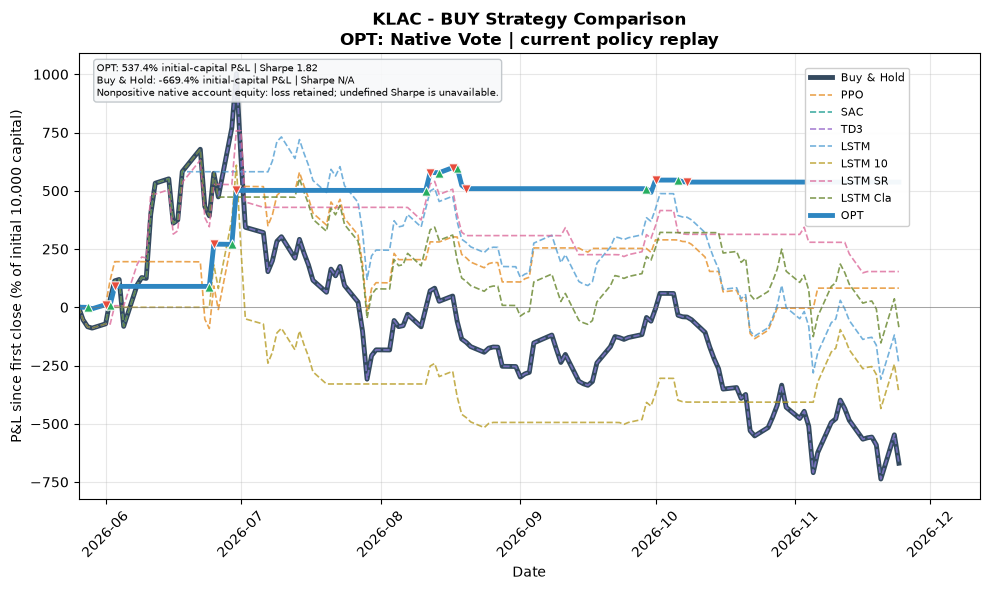 KLAC - BUY Strategy Comparison
OPT: Native Vote | current policy replay
OPT: 537.4% initial-capital P&L | Sharpe 1.82
Buy & Hold: -669.4% initial-capital P&L | Sharpe N/A
Nonpositive native account equity: loss retained; undefined Sharpe is unavailable.
Buy & Hold
PPO
SAC
TD3
LSTM
LSTM 10
LSTM SR
LSTM Cla
OPT
P&L since first close (% of initial 10,000 capital)
1000
750
500
250
0
−250
−500
−750
2026-06
2026-07
2026-08
2026-09
2026-10
2026-11
2026-12
Date